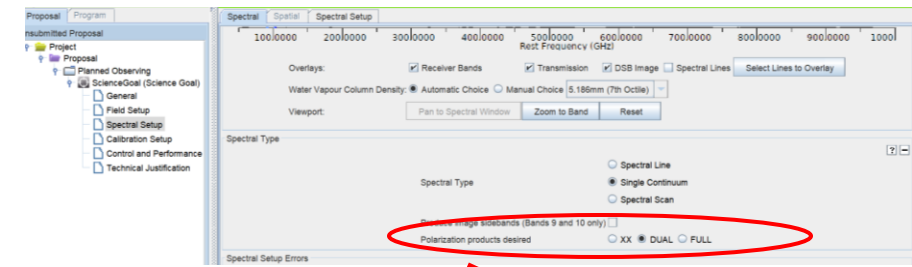 Proposal Program
nsubmitted Proposal
Project
Proposal
Planned Observing
ScienceGoal (Science Goal)
General
Field Setup
Spectral Setup
Calibration Setup
Control and Performance
Technical Justification
Spectral Spatial Spectral Setup
100|0000 200|0000 300|0000 400|0000 500|0000 600|0000 700|0000 800|0000 900|0000 1000|
Rest Frequency (GHz)
Overlays: Receiver Bands Transmission DSB Image Spectral Lines Select Lines to Overlay
Water Vapour Column Density: Automatic Choice Manual Choice 5.186mm (7th Octile)
Viewport: Pan to Spectral Window Zoom to Band Reset
Spectral Type
? −
Spectral Line
Spectral Type Single Continuum
Spectral Scan
Produce image sidebands (Bands 9 and 10 only)
Polarization products desired XX DUAL FULL
Spectral Setup Errors